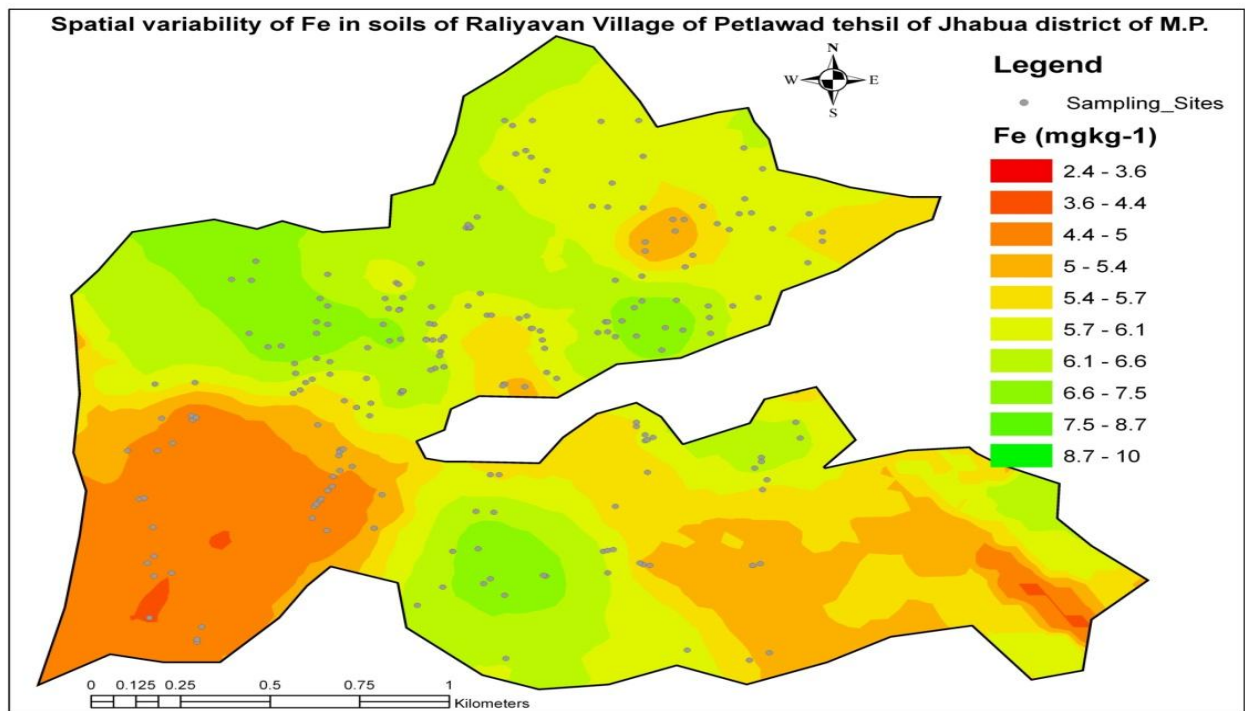 Spatial variability of Fe in soils of Raliyavan Village of Petlawad tehsil of Jhabua district of M.P.
N
W E
S
Legend
Sampling_Sites
Fe (mgkg-1)
2.4 - 3.6
3.6 - 4.4
4.4 - 5
5 - 5.4
5.4 - 5.7
5.7 - 6.1
6.1 - 6.6
6.6 - 7.5
7.5 - 8.7
8.7 - 10
0 0.125 0.25 0.5 0.75 1
Kilometers